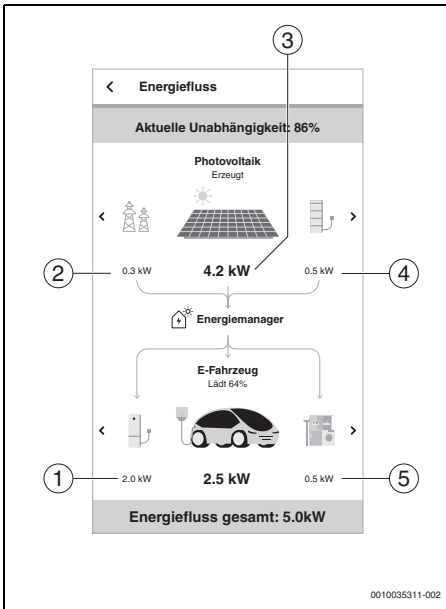 3
< Energiefluss
Aktuelle Unabhängigkeit: 86%
Photovoltaik
Erzeugt
< >
2 0.3 kW 4.2 kW 0.5 kW 4
Energiemanager
E-Fahrzeug
Lädt 64%
< >
1 2.0 kW 2.5 kW 0.5 kW 5
Energiefluss gesamt: 5.0kW
0010035311-002